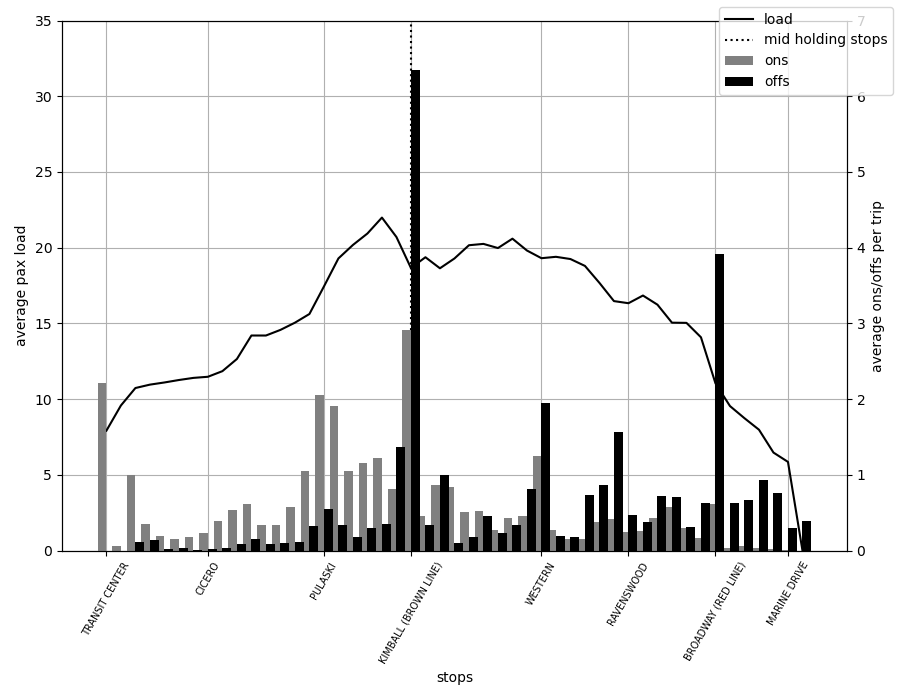 load
mid holding stops
ons
offs
35
30
25
20
15
10
5
0
7
6
5
4
3
2
1
0
average pax load
average ons/offs per trip
TRANSIT CENTER
CICERO
PULASKI
KIMBALL (BROWN LINE)
WESTERN
RAVENSWOOD
BROADWAY (RED LINE)
MARINE DRIVE
stops